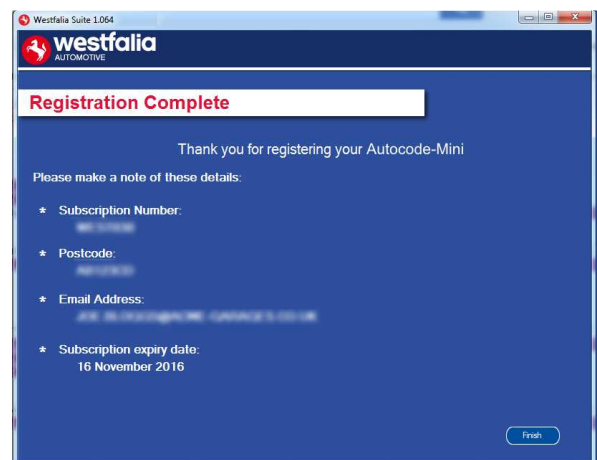 Westfalia Suite 1.064
westfalia
AUTOMOTIVE
Registration Complete
Thank you for registering your Autocode-Mini
Please make a note of these details:
* Subscription Number:
* Postcode:
* Email Address:
* Subscription expiry date:
16 November 2016
Finish